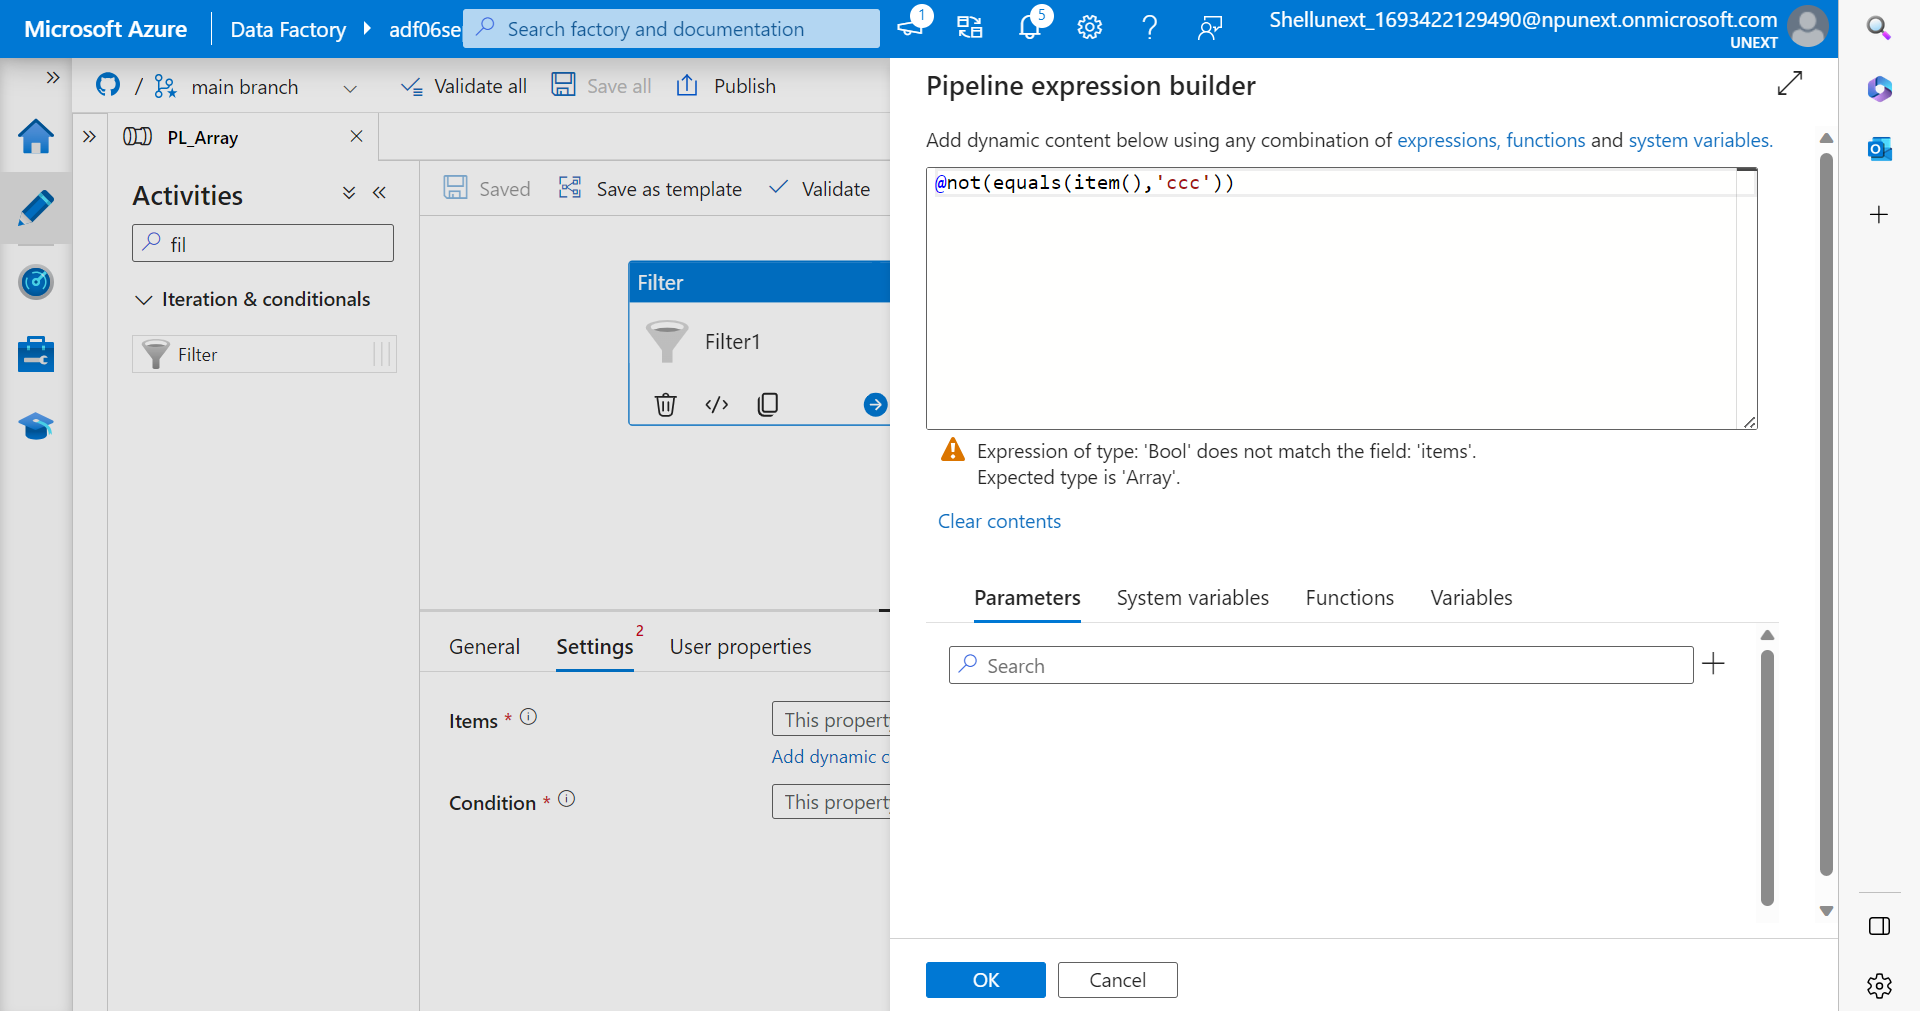 Microsoft Azure
Data Factory
adf06se
Search factory and documentation
1
5
Shellunext_1693422129490@npunext.onmicrosoft.com
UNEXT
/ main branch
Validate all
Save all
Publish
PL_Array
Activities
fil
Iteration & conditionals
Filter
Saved
Save as template
Validate
Filter
Filter1
General
Settings
2
User properties
Items *
This property
Add dynamic c
Condition *
This property
Pipeline expression builder
Add dynamic content below using any combination of expressions, functions and system variables.
@not(equals(item(),'ccc'))
Expression of type: 'Bool' does not match the field: 'items'.
Expected type is 'Array'.
Clear contents
Parameters
System variables
Functions
Variables
Search
OK
Cancel